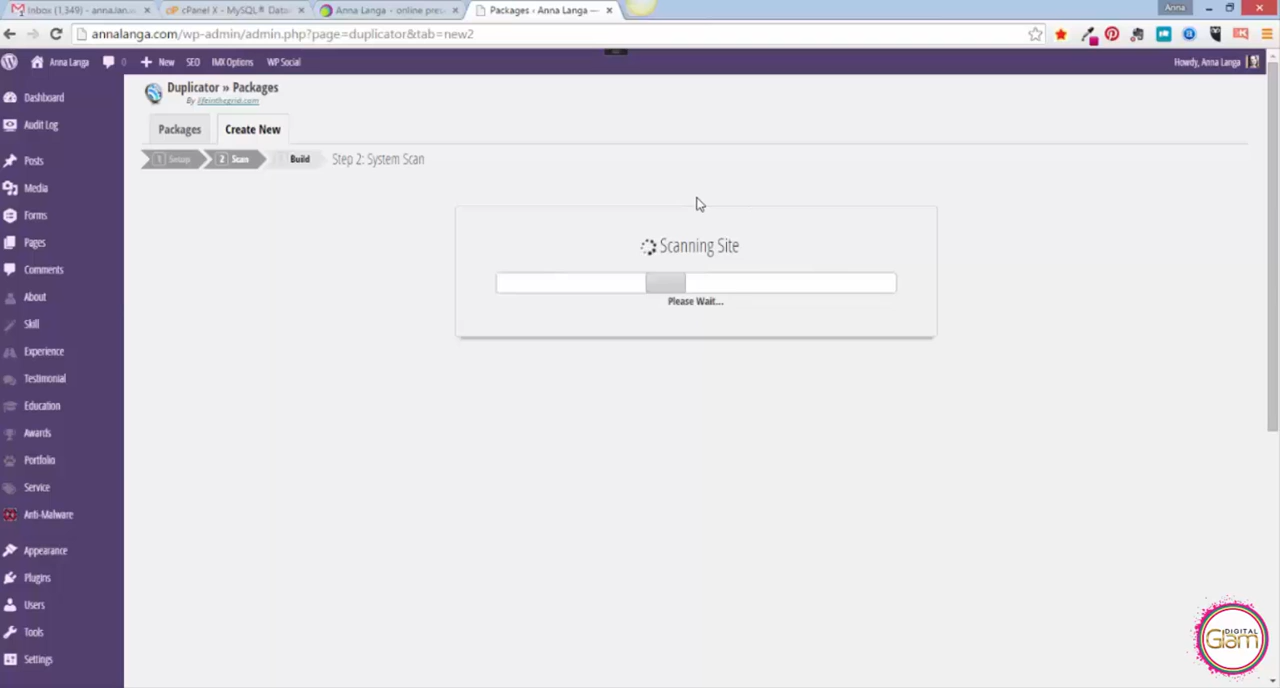 Inbox (1,349) - anna.lan
cPanel X - MySQL® Data
Anna Langa - online pre
Packages ‹ Anna Langa —
Anna
annalanga.com/wp-admin/admin.php?page=duplicator&tab=new2
Anna Langa
0
New
SEO
IMX Options
WP Social
Howdy, Anna Langa
Duplicator » Packages
By lifeinthegrid.com
Packages
Create New
1 Setup
2 Scan
Build
Step 2: System Scan
Scanning Site
Please Wait...
Dashboard
Audit Log
Posts
Media
Forms
Pages
Comments
About
Skill
Experience
Testimonial
Education
Awards
Portfolio
Service
Anti-Malware
Appearance
Plugins
Users
Tools
Settings
DIGITAL
Glam